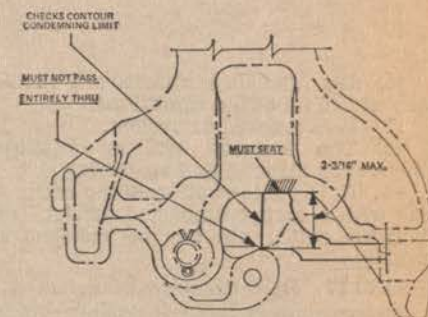 CHECKS CONTOUR
CONDEMNING LIMIT
MUST NOT PASS
ENTIRELY THRU
MUST SEAT
2-3/16" MAX.